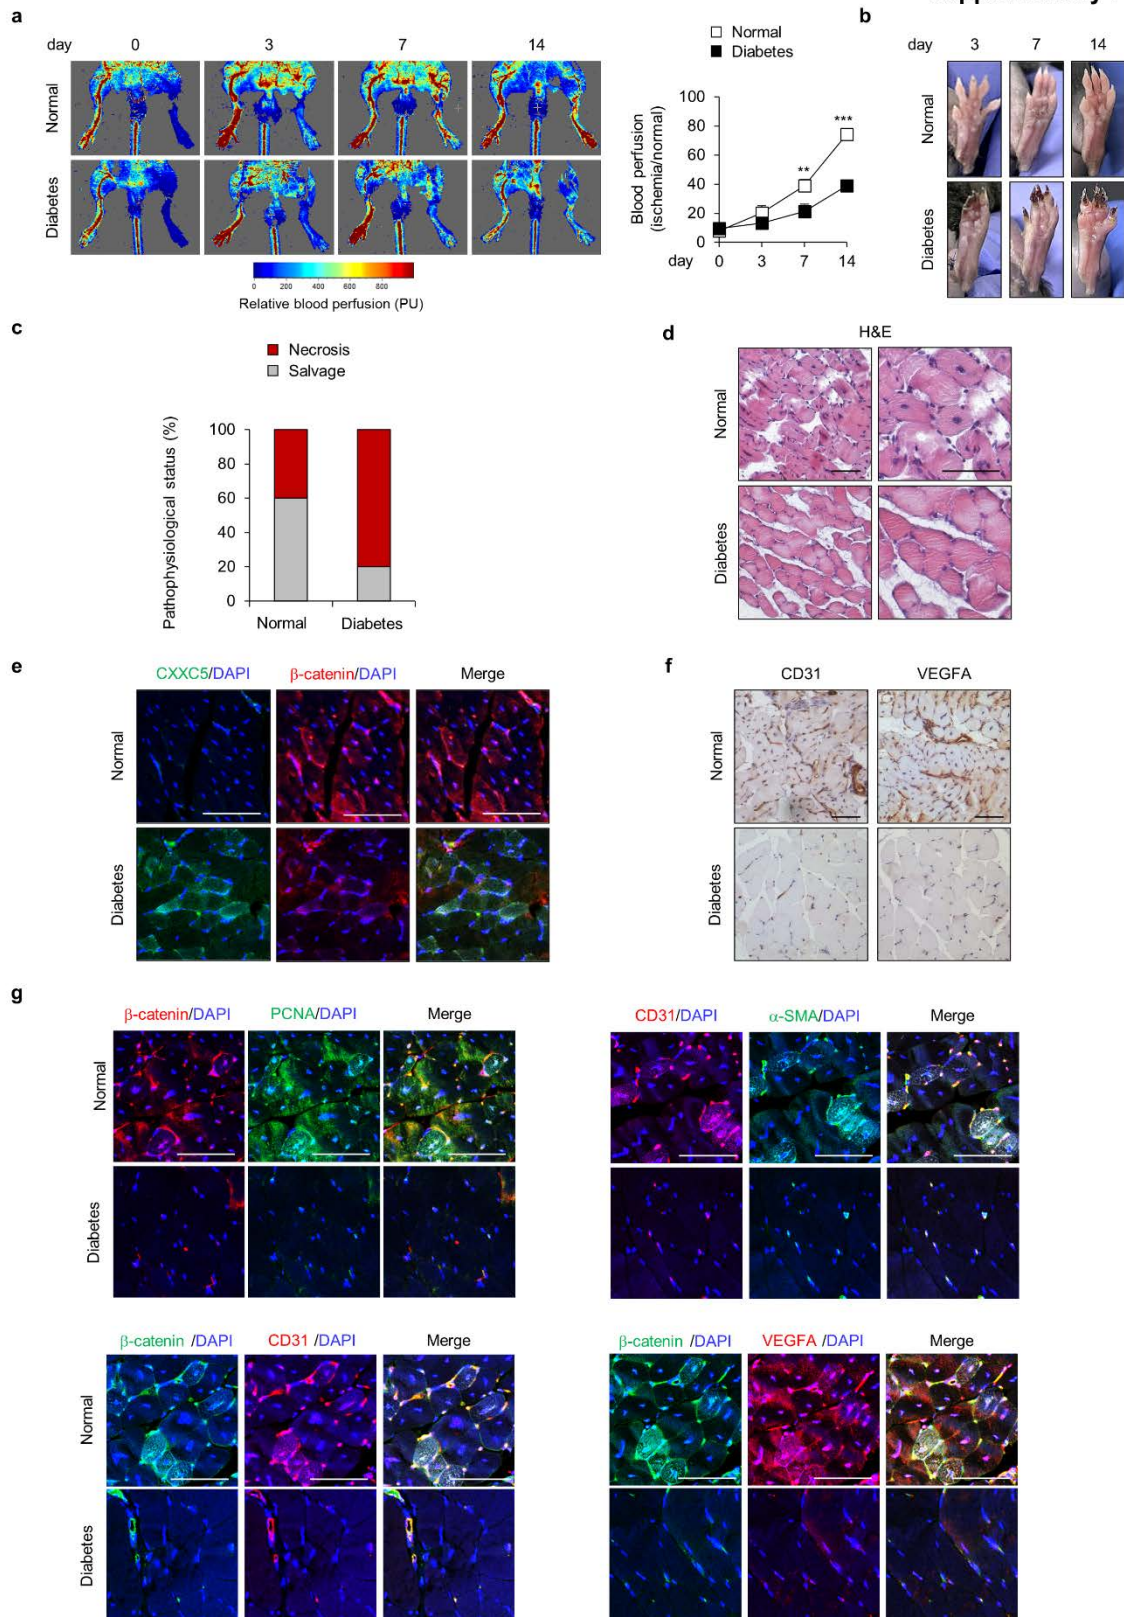 a
day 0 3 7 14
Normal
Diabetes
0 200 400 600 800
Relative blood perfusion (PU)
Normal
Diabetes
Blood perfusion
(ischemia/normal)
100
80
60
40
20
0
**
***
day 0 3 7 14
b
day 3 7 14
Normal
Diabetes
c
Necrosis
Salvage
Pathophysiological status (%)
100
80
60
40
20
0
Normal Diabetes
d
H&E
Normal
Diabetes
e
CXXC5/DAPI β-catenin/DAPI Merge
Normal
Diabetes
f
CD31 VEGFA
Normal
Diabetes
g
β-catenin/DAPI PCNA/DAPI Merge
Normal
Diabetes
CD31/DAPI α-SMA/DAPI Merge
β-catenin /DAPI CD31 /DAPI Merge
Normal
Diabetes
β-catenin /DAPI VEGFA /DAPI Merge